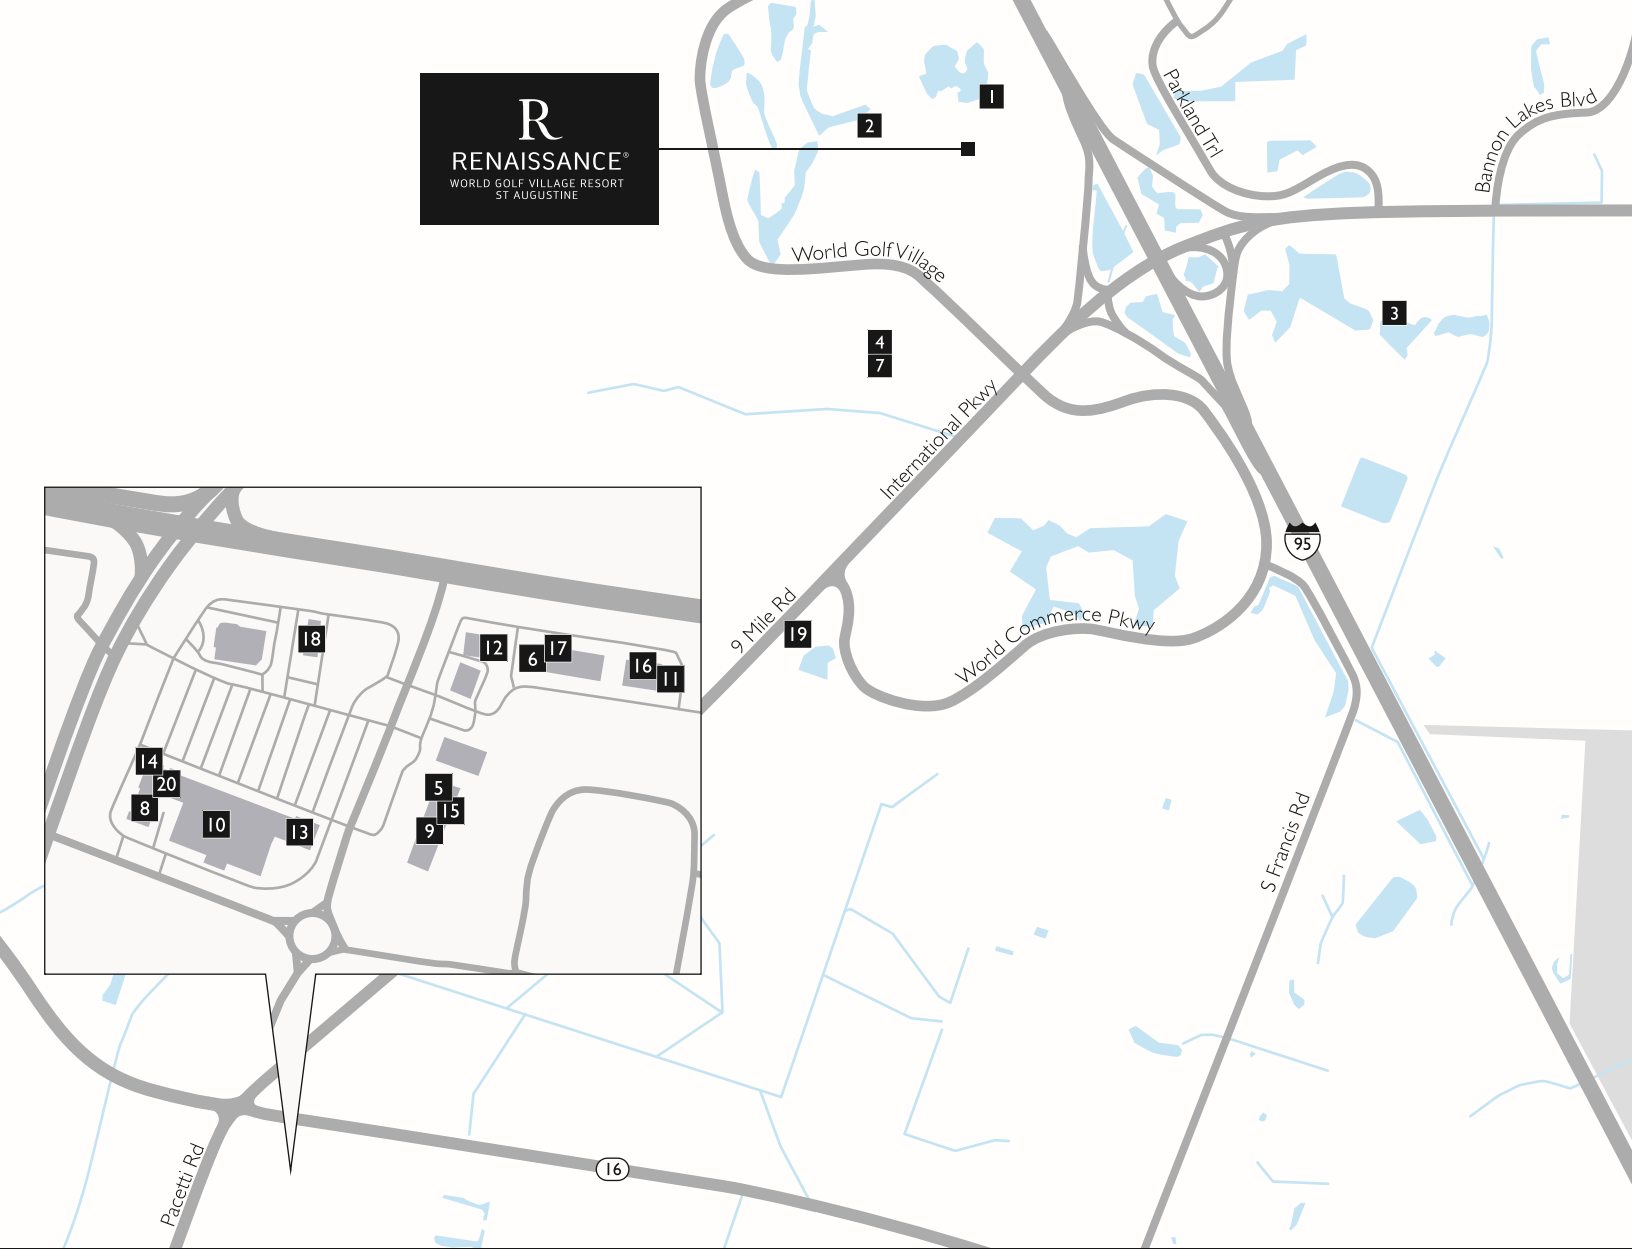 R
RENAISSANCE®
WORLD GOLF VILLAGE RESORT
ST AUGUSTINE
1
2
Parkland Trl
Bannon Lakes Blvd
World Golf Village
3
4
7
International Pkwy
95
9 Mile Rd
19
World Commerce Pkwy
18
12
6
17
16
11
14
20
8
10
13
5
15
9
S Francis Rd
16
Pacetti Rd